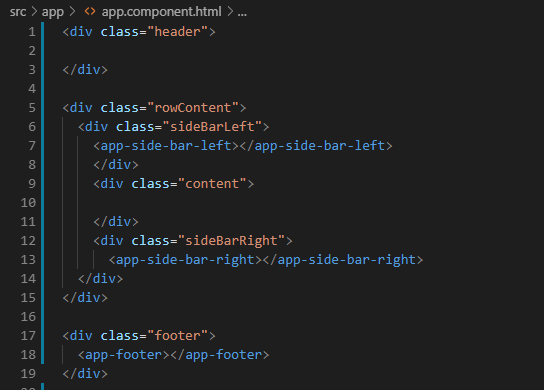 src > app > <> app.component.html > ...
1 <div class="header">
2
3 </div>
4
5 <div class="rowContent">
6 <div class="sideBarLeft">
7 <app-side-bar-left></app-side-bar-left>
8 </div>
9 <div class="content">
10
11 </div>
12 <div class="sideBarRight">
13 <app-side-bar-right></app-side-bar-right>
14 </div>
15 </div>
16
17 <div class="footer">
18 <app-footer></app-footer>
19 </div>
20